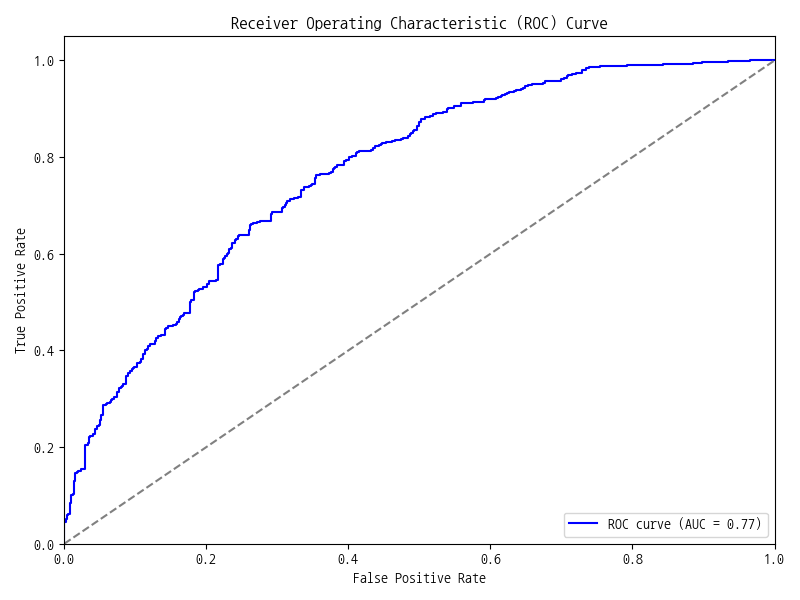 Receiver Operating Characteristic (ROC) Curve
1.0
0.8
0.6
0.4
0.2
0.0
True Positive Rate
ROC curve (AUC = 0.77)
0.0 0.2 0.4 0.6 0.8 1.0
False Positive Rate